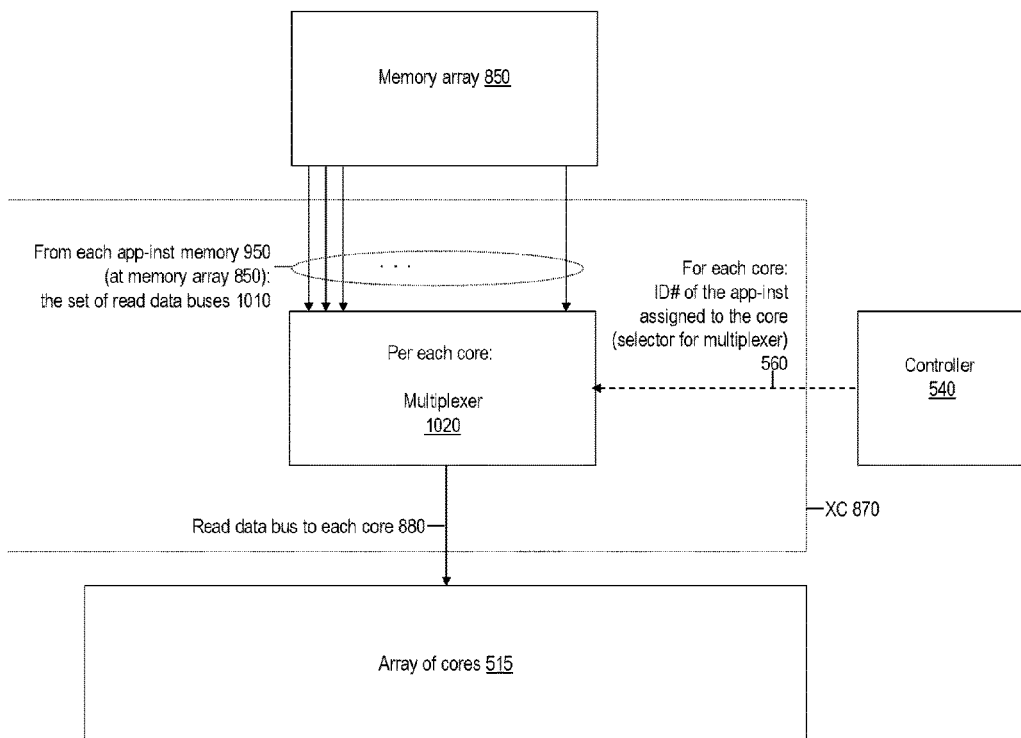 Memory array 850
From each app-inst memory 950
(at memory array 850):
the set of read data buses 1010
. . .
For each core:
ID# of the app-inst
assigned to the core
(selector for multiplexer)
560
Per each core:
Multiplexer
1020
Controller
540
Read data bus to each core 880
XC 870
Array of cores 515